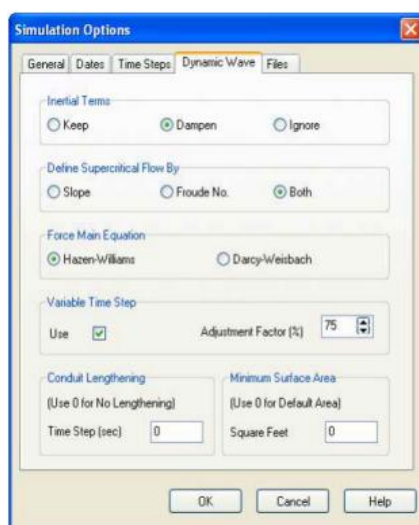 Simulation Options
General Dates Time Steps Dynamic Wave Files
Inertial Terms
Keep Dampen Ignore
Define Supercritical Flow By
Slope Froude No. Both
Force Main Equation
Hazen-Williams Darcy-Weisbach
Variable Time Step
Use Adjustment Factor (%) 75
Conduit Lengthening
(Use 0 for No Lengthening)
Time Step (sec) 0
Minimum Surface Area
(Use 0 for Default Area)
Square Feet 0
OK Cancel Help